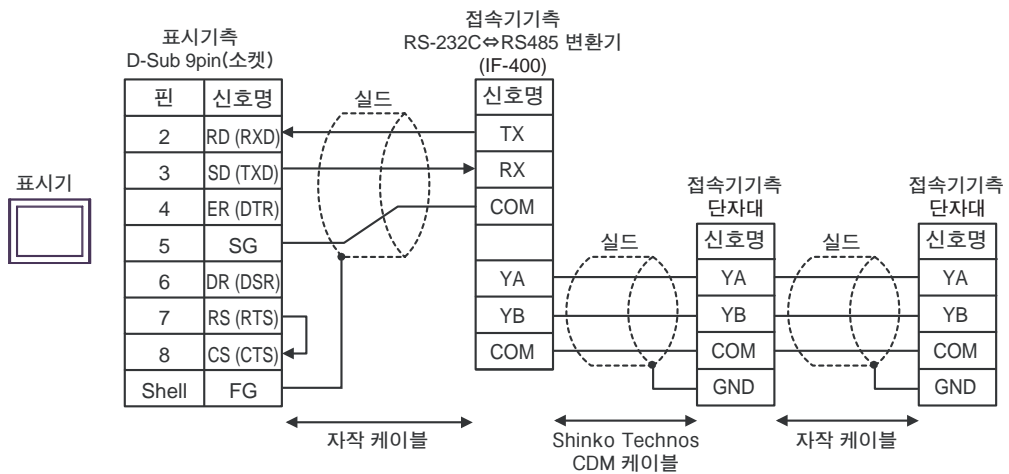 표시기측
D-Sub 9pin(소켓)
접속기기측
RS-232C⇔RS485 변환기
(IF-400)
핀 신호명
실드
신호명
2 RD (RXD)
TX
3 SD (TXD)
RX
표시기
4 ER (DTR)
COM
접속기기측
단자대
접속기기측
단자대
5 SG
실드
신호명
실드
신호명
6 DR (DSR)
YA
YA
YA
7 RS (RTS)
YB
YB
YB
8 CS (CTS)
COM
COM
COM
Shell FG
GND
GND
자작 케이블
Shinko Technos
CDM 케이블
자작 케이블